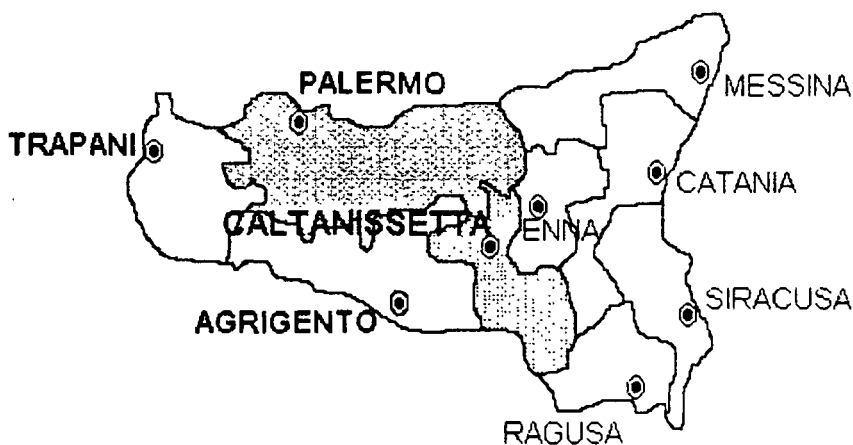 PALERMO
MESSINA
TRAPANI
CATANIA
CALTANISSETTA
ENNA
SIRACUSA
AGRIGENTO
RAGUSA